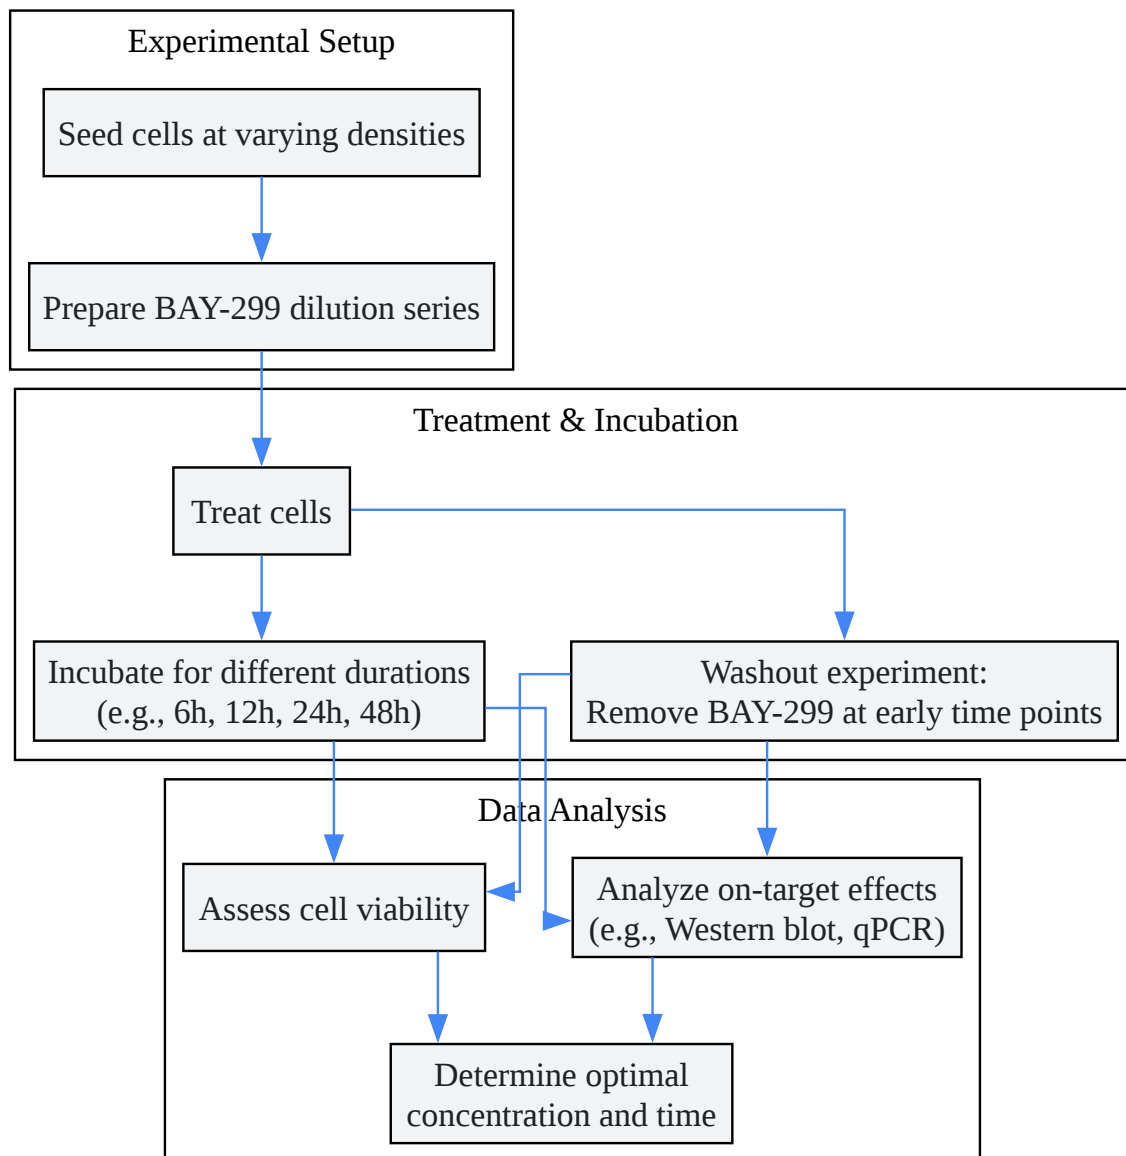 Experimental Setup
Seed cells at varying densities
Prepare BAY-299 dilution series
Treatment & Incubation
Treat cells
Incubate for different durations
(e.g., 6h, 12h, 24h, 48h)
Washout experiment:
Remove BAY-299 at early time points
Data Analysis
Assess cell viability
Analyze on-target effects
(e.g., Western blot, qPCR)
Determine optimal
concentration and time